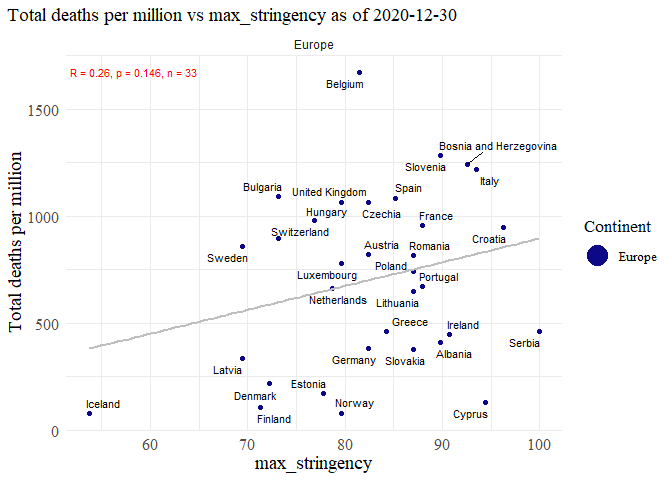 Total deaths per million vs max_stringency as of 2020-12-30
Europe
R = 0.26, p = 0.146, n = 33
Belgium
1500
Bosnia and Herzegovina
Slovenia
Italy
Bulgaria
United Kingdom
Spain
Hungary
Czechia
France
1000
Switzerland
Croatia
Sweden
Austria
Romania
Poland
Luxembourg
Portugal
Netherlands
Lithuania
500
Greece
Ireland
Serbia
Germany
Slovakia
Albania
Latvia
Estonia
Denmark
Iceland
Norway
Finland
Cyprus
0
60 70 80 90 100
max_stringency
Total deaths per million
Continent
Europe